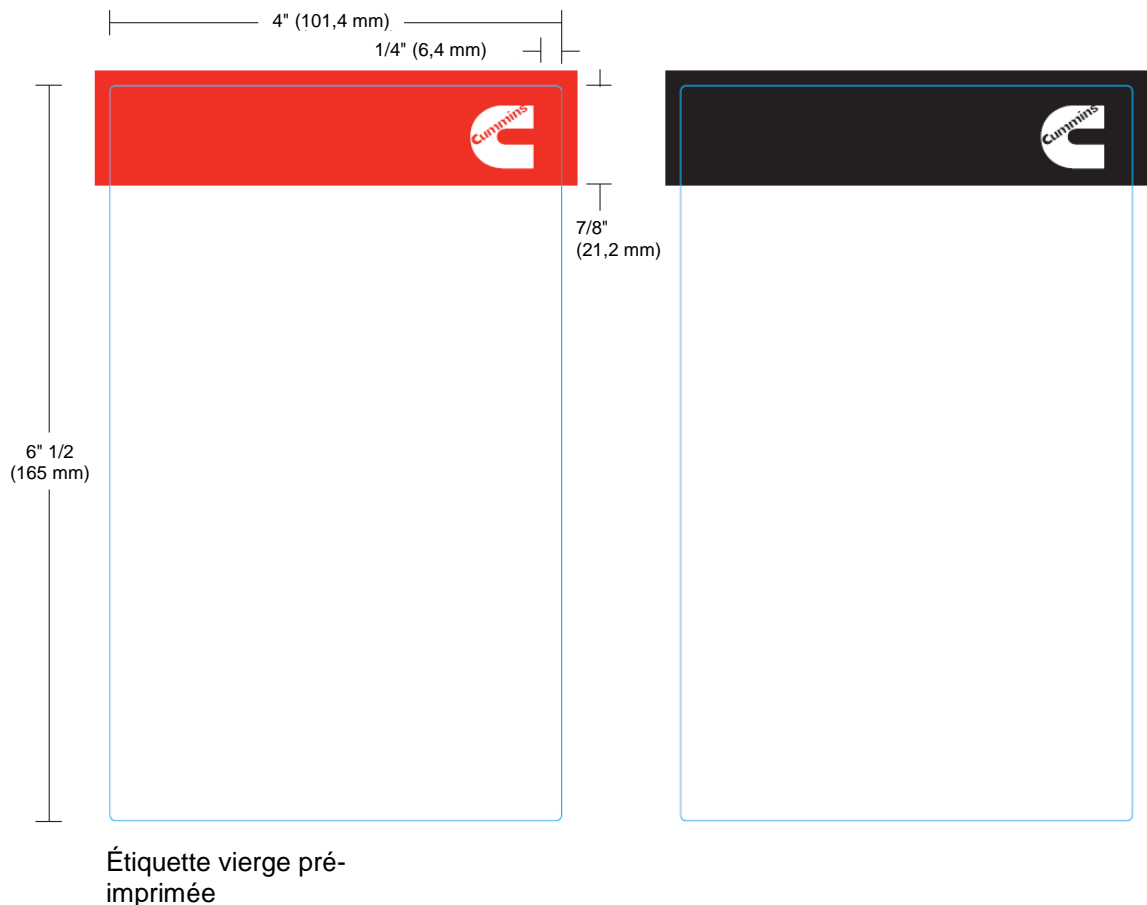 4" (101,4 mm)
1/4" (6,4 mm)
Cummins
Cummins
7/8"
(21,2 mm)
6" 1/2
(165 mm)
Étiquette vierge pré-
imprimée